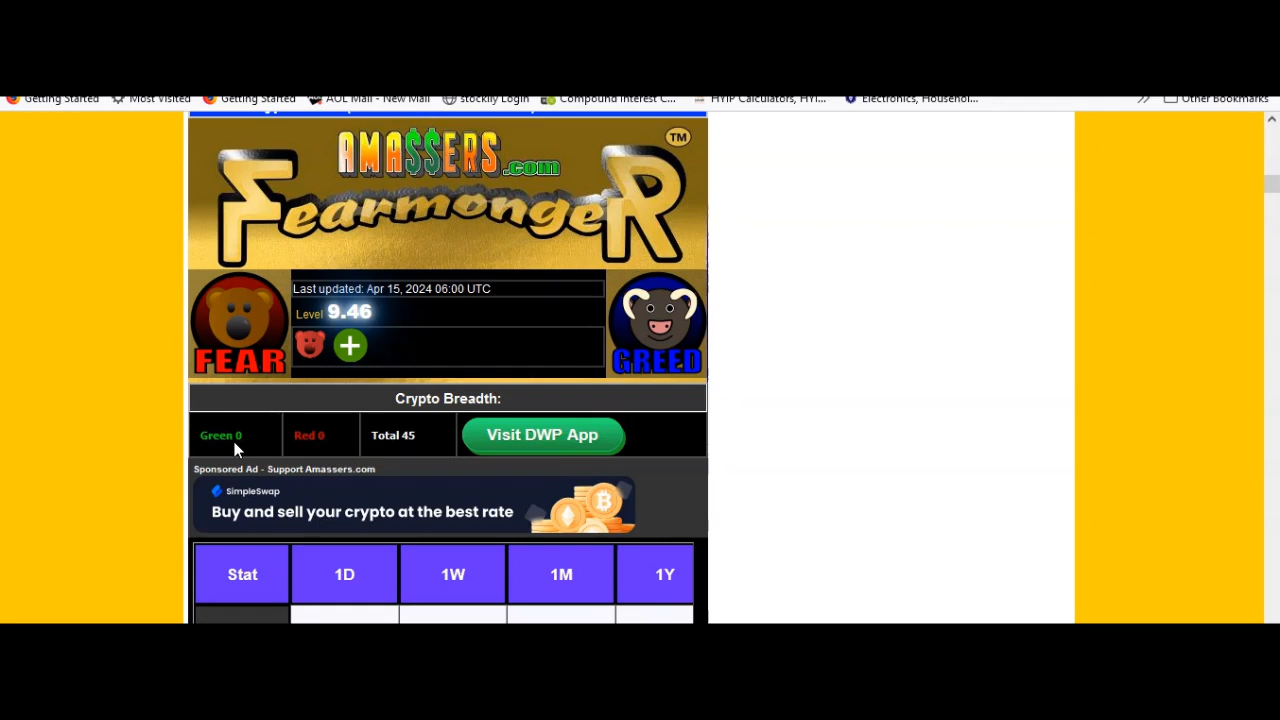 Getting Started Most Visited Getting Started AOL Mail - New Mail stockily Login Compound Interest C... HYIP Calculators, HYI... Electronics, Househol... Other Bookmarks
AMA$$ERS.com
TM
FearmongeR
Last updated: Apr 15, 2024 06:00 UTC
Level 9.46
FEAR
GREED
Crypto Breadth:
Green 0 Red 0 Total 45 Visit DWP App
Sponsored Ad - Support Amassers.com
SimpleSwap
Buy and sell your crypto at the best rate
Stat 1D 1W 1M 1Y